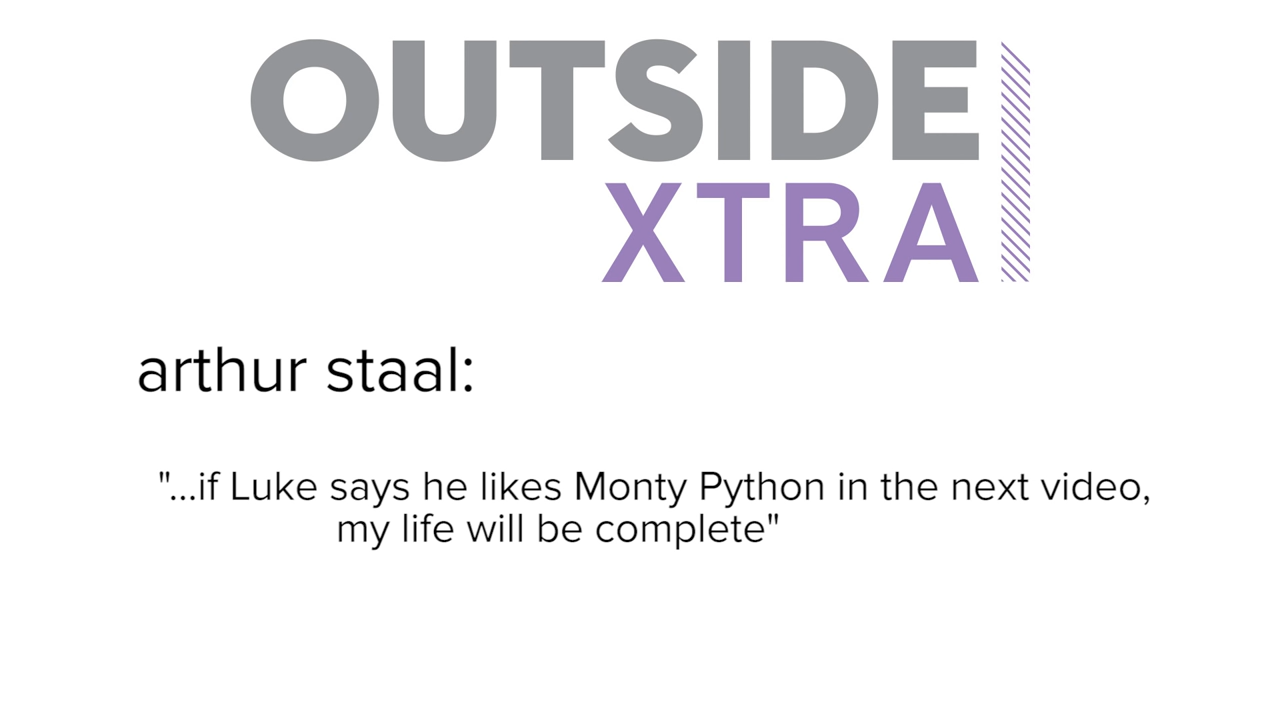 OUTSIDE
XTRA
arthur staal:
"...if Luke says he likes Monty Python in the next video,
my life will be complete"